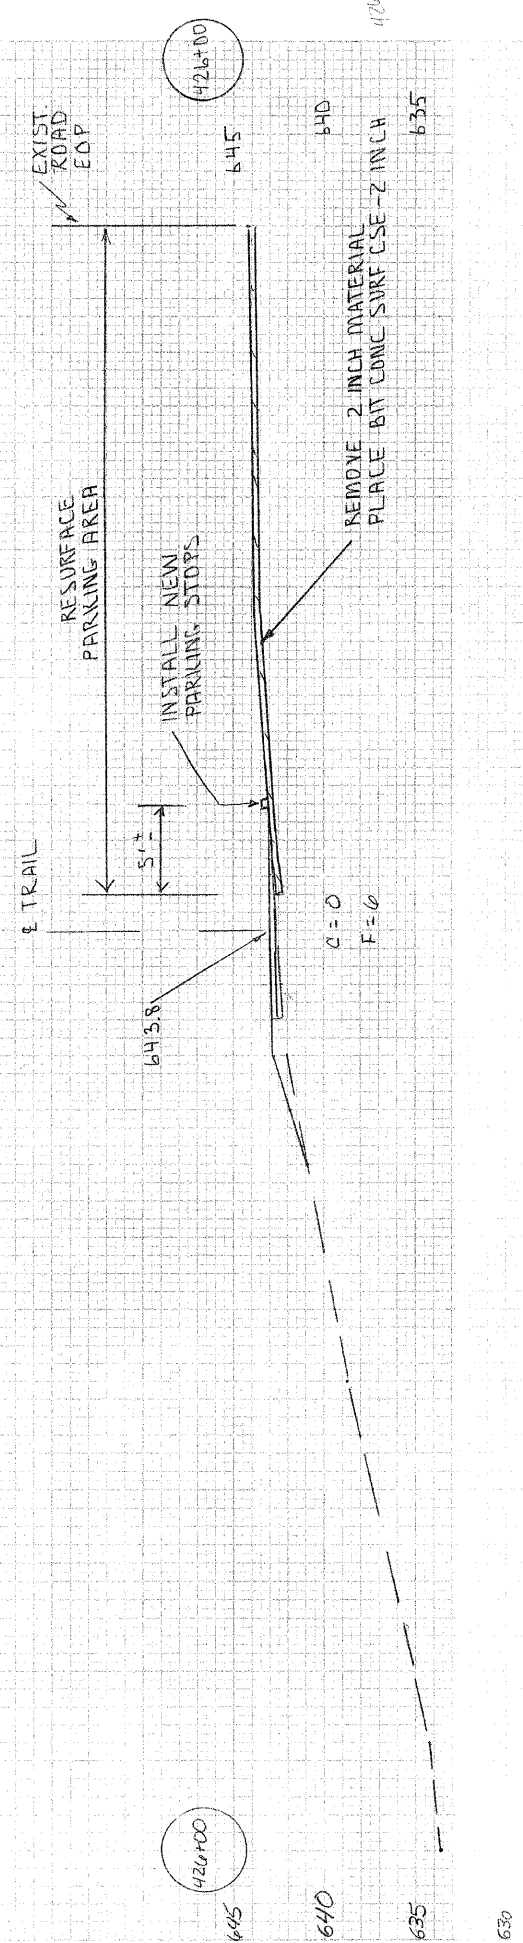 426+00
EXIST.
ROAD
EOP
645
640
635
RESURFACE
PARKING AREA
INSTALL NEW
PARKING STOPS
REMOVE 2 INCH MATERIAL
PLACE BIT CONC SURF CSE-2 INCH
5'±
℄ TRAIL
643.8
C=0
F=6
426+00
645
640
635
630